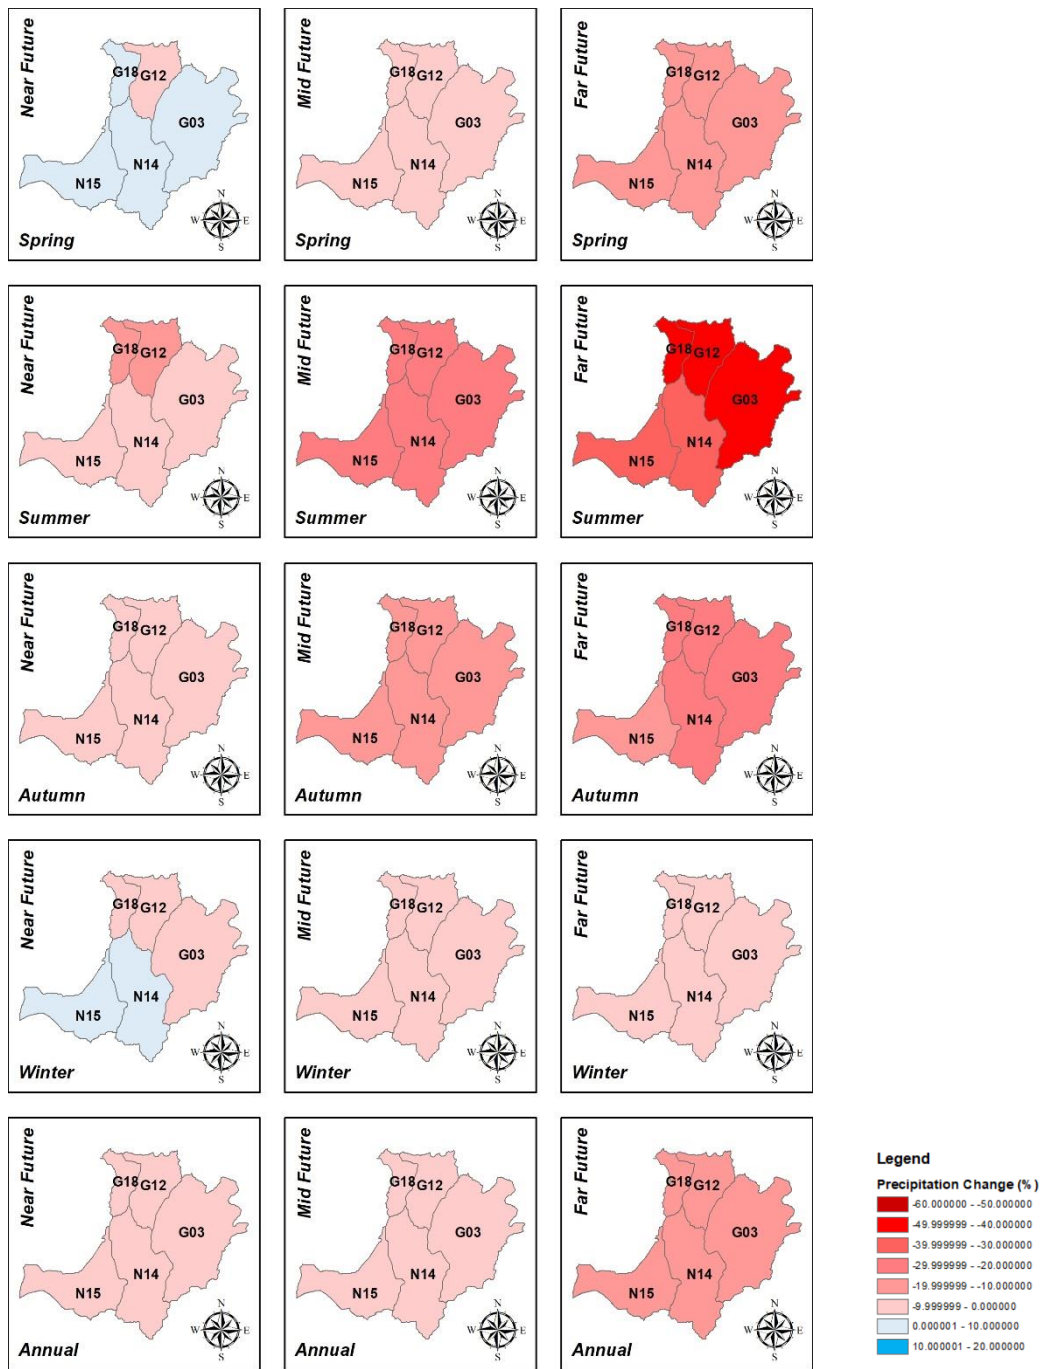 Near Future
G18
G12
G03
N14
N15
N
W
E
S
Spring
Mid Future
G18
G12
G03
N14
N15
N
W
E
S
Spring
Far Future
G18
G12
G03
N14
N15
N
W
E
S
Spring
Near Future
G18
G12
G03
N14
N15
N
W
E
S
Summer
Mid Future
G18
G12
G03
N14
N15
N
W
E
S
Summer
Far Future
G18
G12
G03
N14
N15
N
W
E
S
Summer
Near Future
G18
G12
G03
N14
N15
N
W
E
S
Autumn
Mid Future
G18
G12
G03
N14
N15
N
W
E
S
Autumn
Far Future
G18
G12
G03
N14
N15
N
W
E
S
Autumn
Near Future
G18
G12
G03
N14
N15
N
W
E
S
Winter
Mid Future
G18
G12
G03
N14
N15
N
W
E
S
Winter
Far Future
G18
G12
G03
N14
N15
N
W
E
S
Winter
Near Future
G18
G12
G03
N14
N15
N
W
E
S
Annual
Mid Future
G18
G12
G03
N14
N15
N
W
E
S
Annual
Far Future
G18
G12
G03
N14
N15
N
W
E
S
Annual
Legend
Precipitation Change (%)
-60.000000 - -50.000000
-49.999999 - -40.000000
-39.999999 - -30.000000
-29.999999 - -20.000000
-19.999999 - -10.000000
-9.999999 - 0.000000
0.000001 - 10.000000
10.000001 - 20.000000